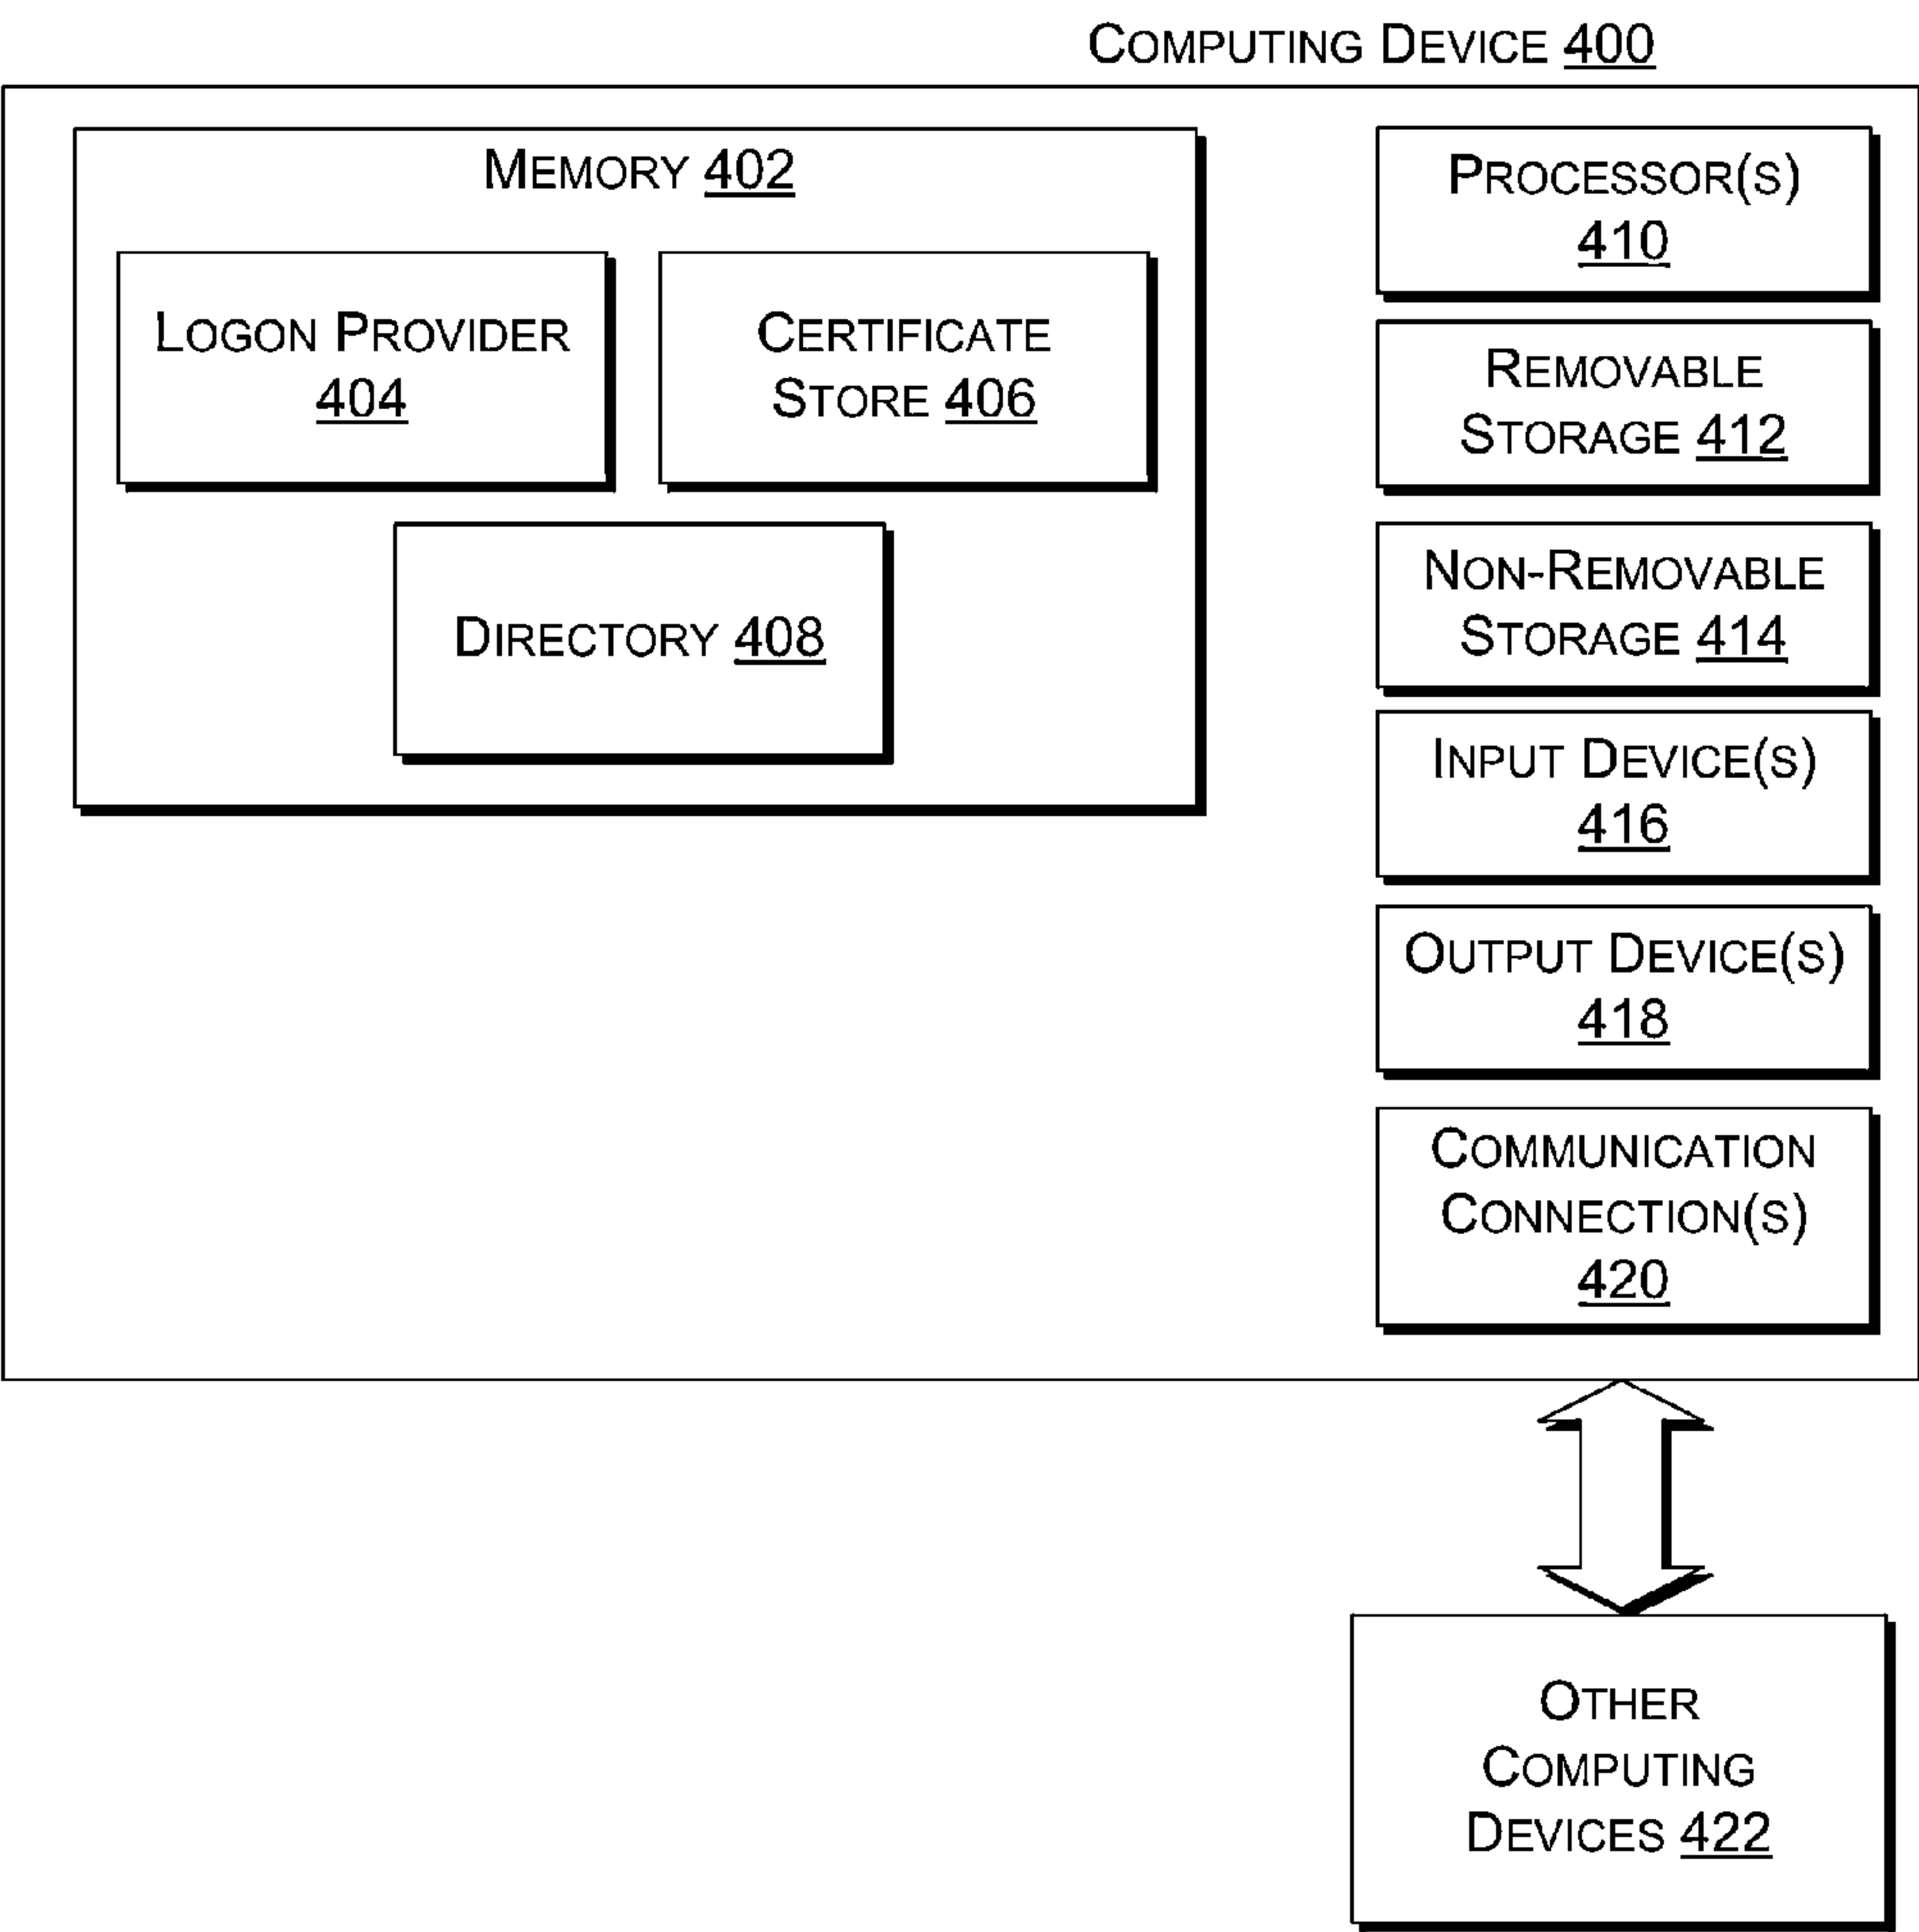 COMPUTING DEVICE 400
MEMORY 402
LOGON PROVIDER
404
CERTIFICATE
STORE 406
DIRECTORY 408
PROCESSOR(S)
410
REMOVABLE
STORAGE 412
NON-REMOVABLE
STORAGE 414
INPUT DEVICE(S)
416
OUTPUT DEVICE(S)
418
COMMUNICATION
CONNECTION(S)
420
OTHER
COMPUTING
DEVICES 422